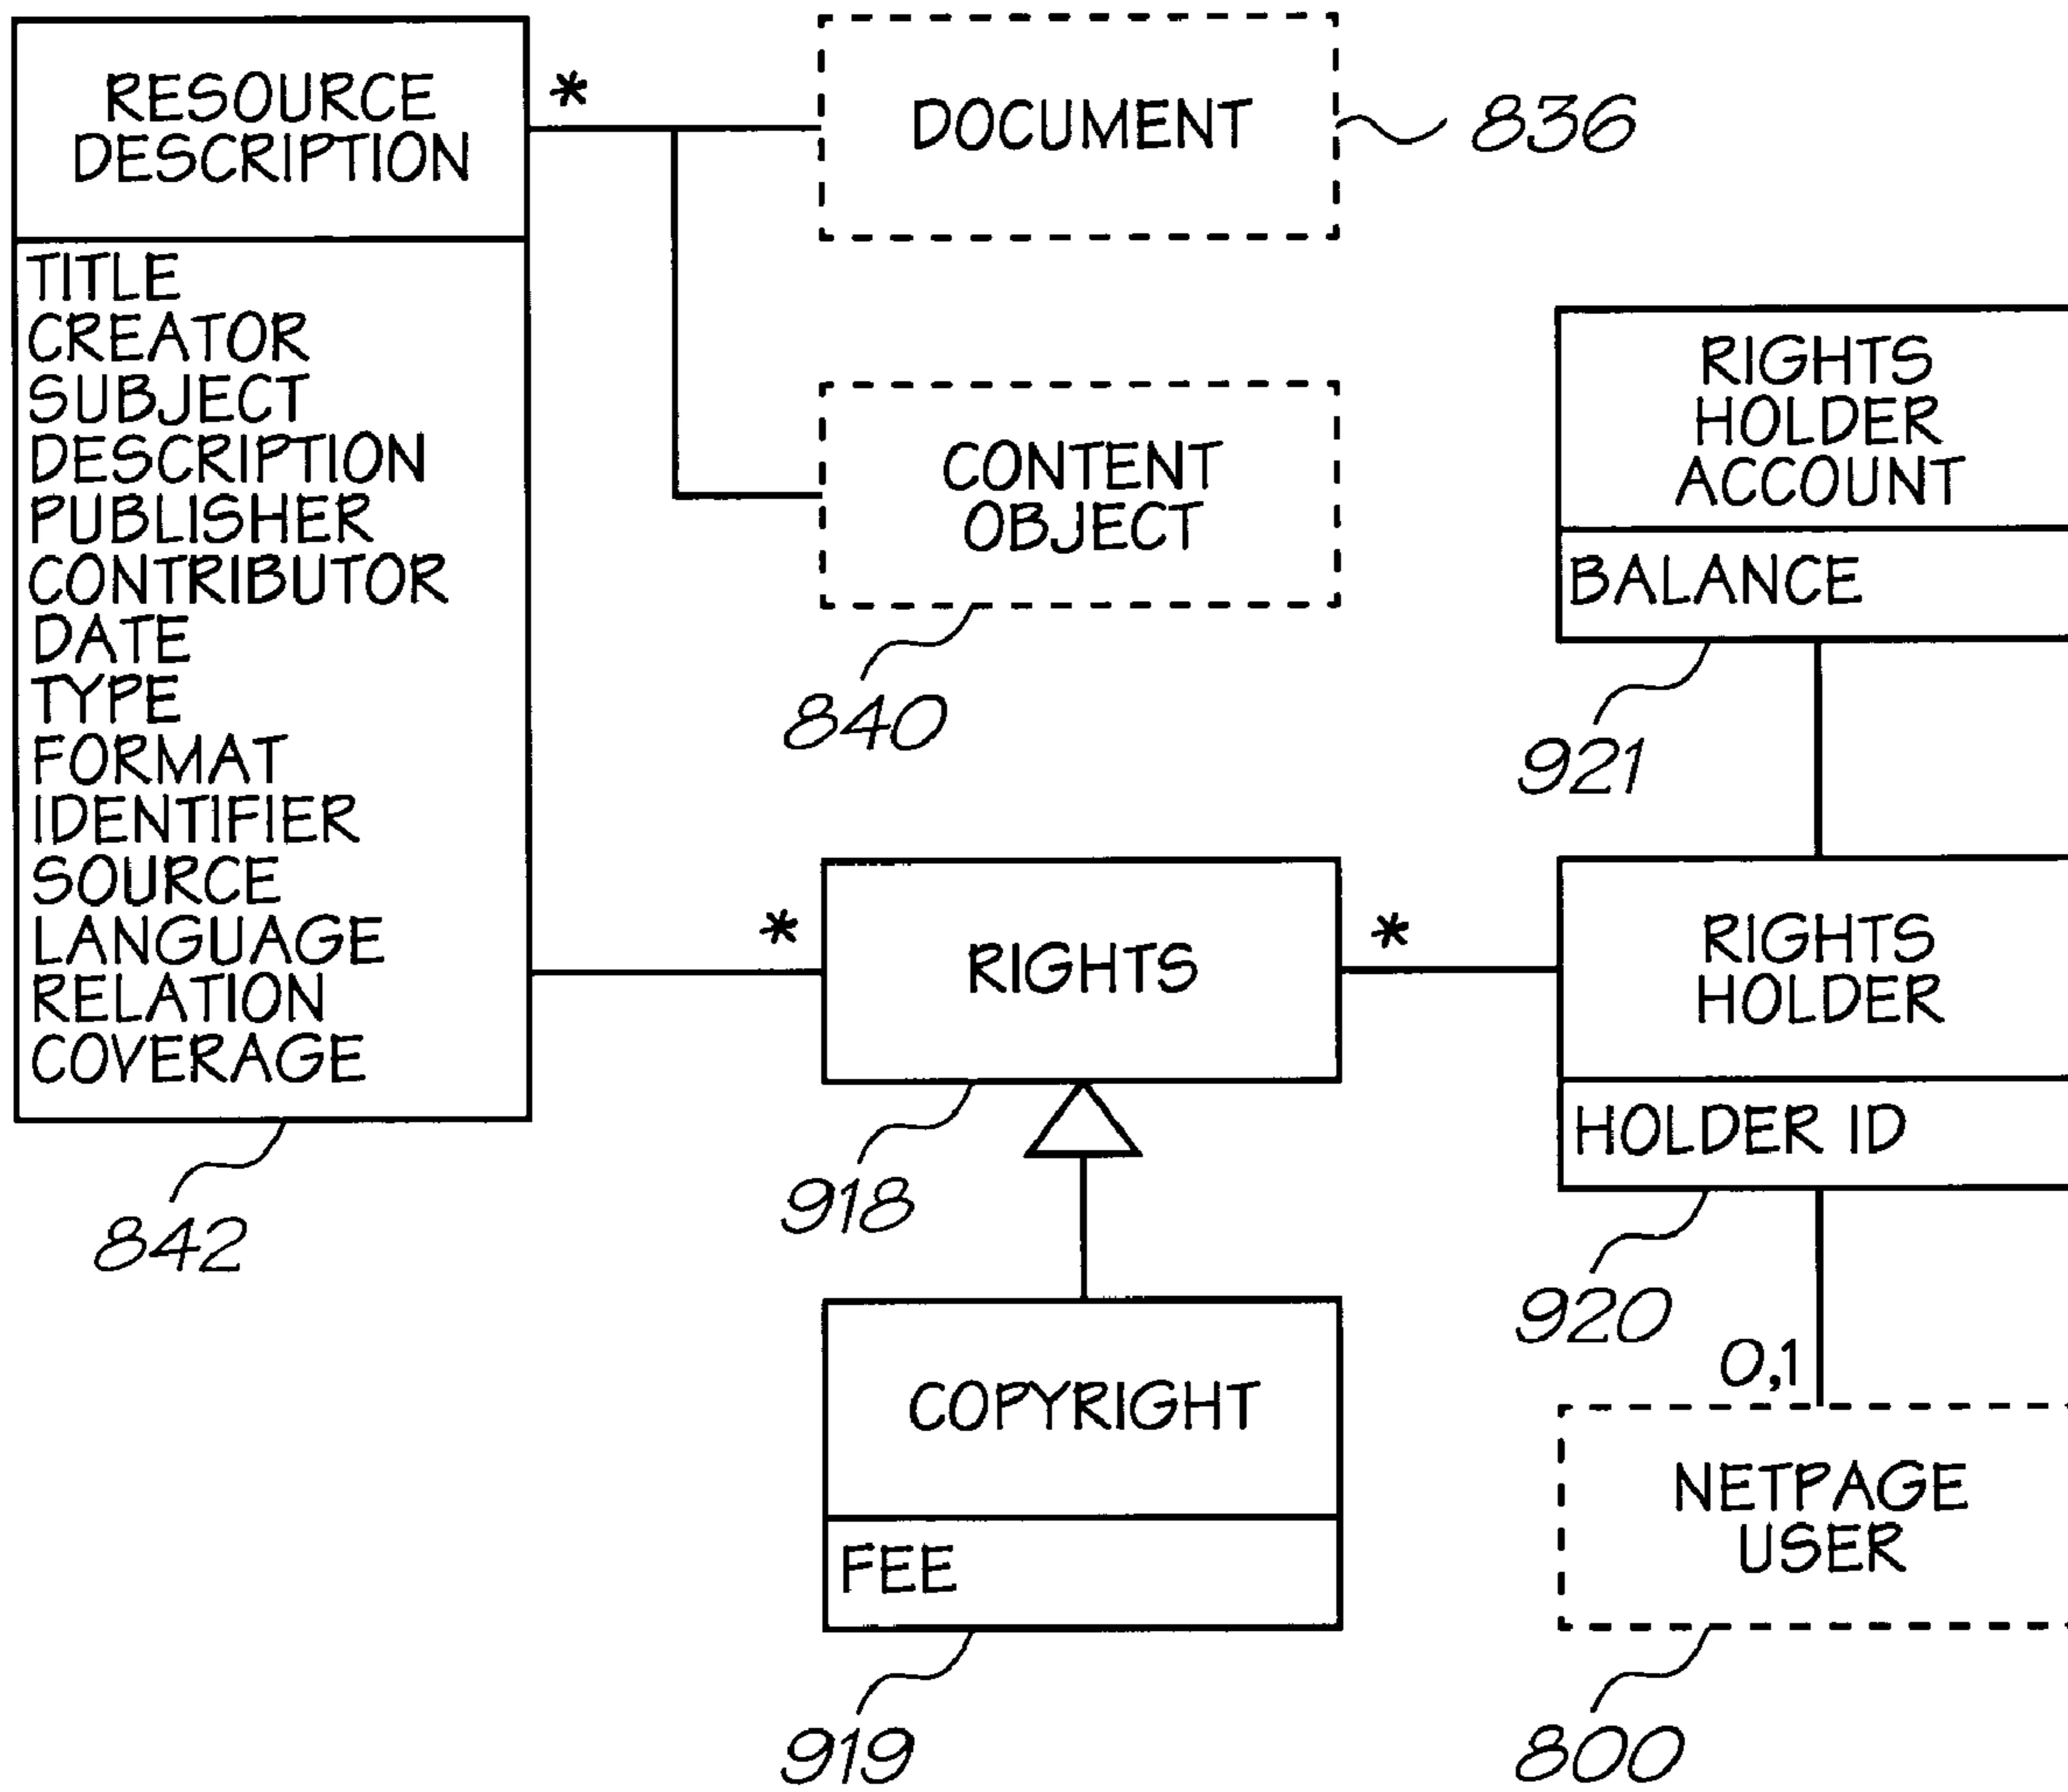 RESOURCE
DESCRIPTION
*
TITLE
CREATOR
SUBJECT
DESCRIPTION
PUBLISHER
CONTRIBUTOR
DATE
TYPE
FORMAT
IDENTIFIER
SOURCE
LANGUAGE
RELATION
COVERAGE
842
DOCUMENT
836
CONTENT
OBJECT
840
RIGHTS
HOLDER
ACCOUNT
BALANCE
921
*
RIGHTS
*
918
RIGHTS
HOLDER
HOLDER ID
920
COPYRIGHT
FEE
919
0,1
NETPAGE
USER
800